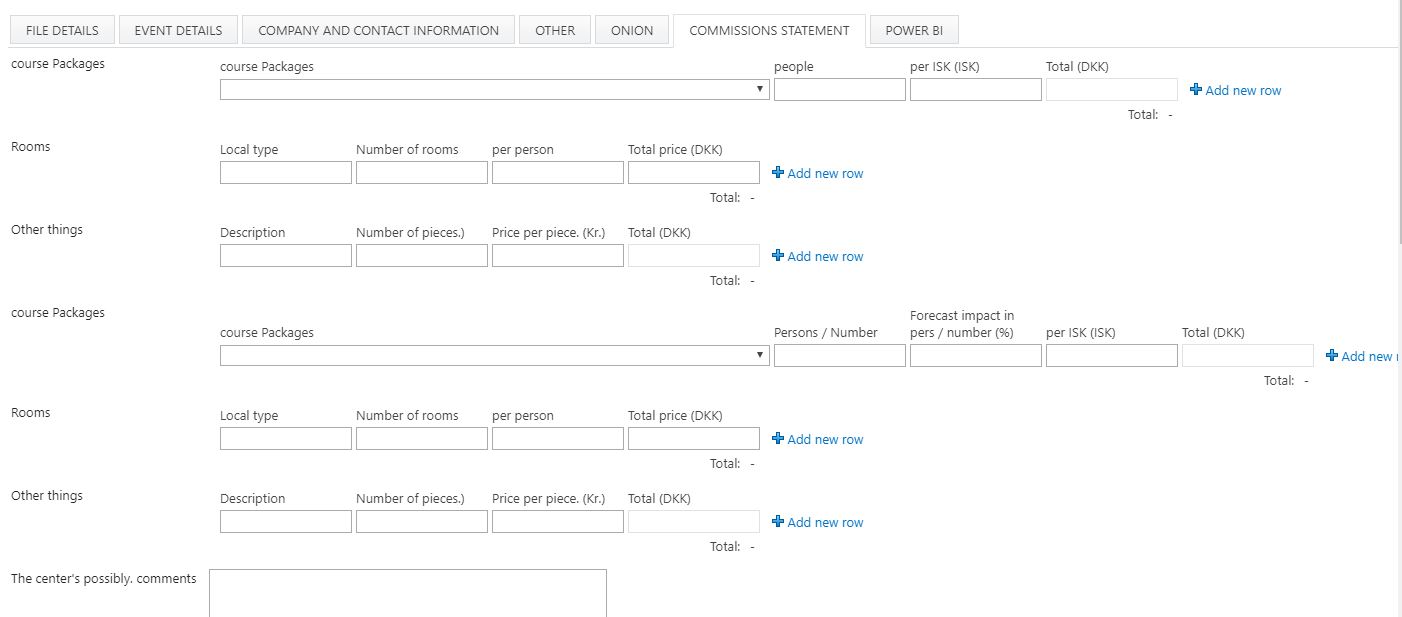 FILE DETAILS EVENT DETAILS COMPANY AND CONTACT INFORMATION OTHER ONION COMMISSIONS STATEMENT POWER BI
course Packages course Packages people per ISK (ISK) Total (DKK)
Add new row
Total: -
Rooms Local type Number of rooms per person Total price (DKK)
Add new row
Total: -
Other things Description Number of pieces.) Price per piece. (Kr.) Total (DKK)
Add new row
Total: -
course Packages Forecast impact in
course Packages Persons / Number pers / number (%) per ISK (ISK) Total (DKK)
Add new r
Total: -
Rooms Local type Number of rooms per person Total price (DKK)
Add new row
Total: -
Other things Description Number of pieces.) Price per piece. (Kr.) Total (DKK)
Add new row
Total: -
The center's possibly. comments